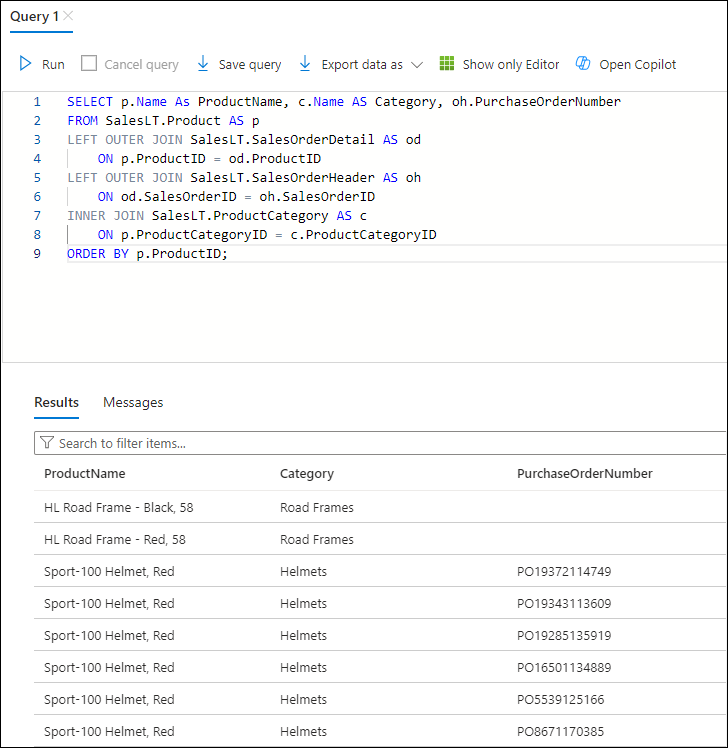 Query 1
Run Cancel query Save query Export data as Show only Editor Open Copilot
1 SELECT p.Name As ProductName, c.Name AS Category, oh.PurchaseOrderNumber
2 FROM SalesLT.Product AS p
3 LEFT OUTER JOIN SalesLT.SalesOrderDetail AS od
4 ON p.ProductID = od.ProductID
5 LEFT OUTER JOIN SalesLT.SalesOrderHeader AS oh
6 ON od.SalesOrderID = oh.SalesOrderID
7 INNER JOIN SalesLT.ProductCategory AS c
8 ON p.ProductCategoryID = c.ProductCategoryID
9 ORDER BY p.ProductID;
Results Messages
Search to filter items...
ProductName Category PurchaseOrderNumber
HL Road Frame - Black, 58 Road Frames
HL Road Frame - Red, 58 Road Frames
Sport-100 Helmet, Red Helmets PO19372114749
Sport-100 Helmet, Red Helmets PO19343113609
Sport-100 Helmet, Red Helmets PO19285135919
Sport-100 Helmet, Red Helmets PO16501134889
Sport-100 Helmet, Red Helmets PO5539125166
Sport-100 Helmet, Red Helmets PO8671170385